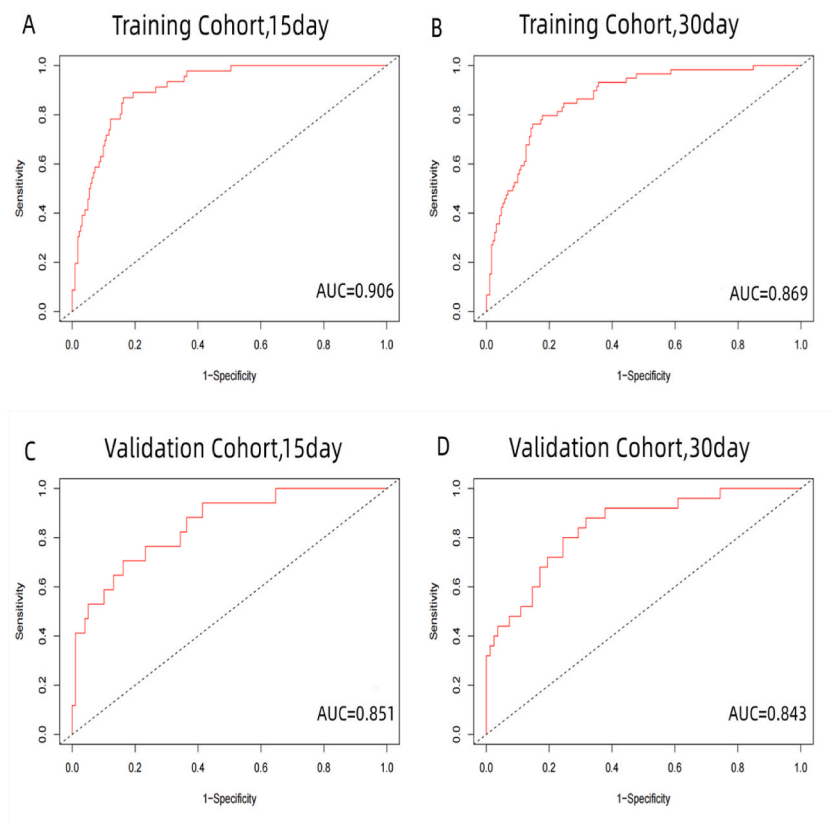 A
Training Cohort,15day
Sensitivity
0.0 0.2 0.4 0.6 0.8 1.0
AUC=0.906
0.0 0.2 0.4 0.6 0.8 1.0
1-Specificity
B
Training Cohort,30day
Sensitivity
0.0 0.2 0.4 0.6 0.8 1.0
AUC=0.869
0.0 0.2 0.4 0.6 0.8 1.0
1-Specificity
C
Validation Cohort,15day
Sensitivity
0.0 0.2 0.4 0.6 0.8 1.0
AUC=0.851
0.0 0.2 0.4 0.6 0.8 1.0
1-Specificity
D
Validation Cohort,30day
Sensitivity
0.0 0.2 0.4 0.6 0.8 1.0
AUC=0.843
0.0 0.2 0.4 0.6 0.8 1.0
1-Specificity